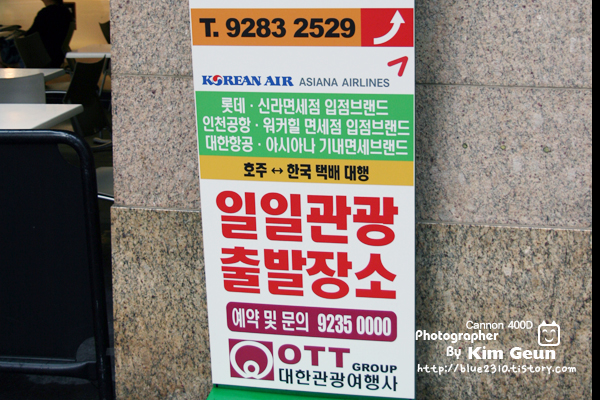 T. 9283 2529
KOREAN AIR ASIANA AIRLINES
롯데 · 신라면세점 입점브랜드
인천공항 · 워커힐 면세점 입점브랜드
대한항공 · 아시아나 기내면세브랜드
호주 ↔ 한국 택배 대행
일일관광
출발장소
예약 및 문의 9235 0000
OTT GROUP
대한관광여행사
Cannon 400D
Photographer
By Kim Geun
http://blue2310.tistory.com